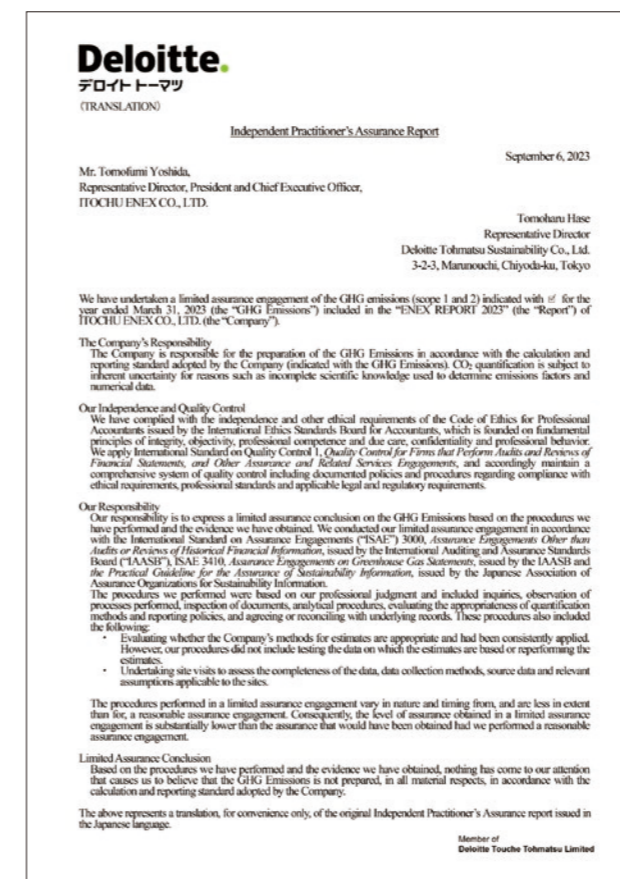 Deloitte.
デロイト トーマツ
(TRANSLATION)
Independent Practitioner's Assurance Report
September 6, 2023
Mr. Tomofumi Yoshida,
Representative Director, President and Chief Executive Officer,
ITOCHU ENEX CO., LTD.
Tomoharu Hase
Representative Director
Deloitte Tohmatsu Sustainability Co., Ltd.
3-2-3, Marunouchi, Chiyoda-ku, Tokyo
We have undertaken a limited assurance engagement of the GHG emissions (scope 1 and 2) indicated with ☑ for the
year ended March 31, 2023 (the "GHG Emissions") included in the "ENEX REPORT 2023" (the "Report") of
ITOCHU ENEX CO., LTD. (the "Company").
The Company's Responsibility
The Company is responsible for the preparation of the GHG Emissions in accordance with the calculation and
reporting standard adopted by the Company (indicated with the GHG Emissions). CO₂ quantification is subject to
inherent uncertainty for reasons such as incomplete scientific knowledge used to determine emissions factors and
numerical data.
Our Independence and Quality Control
We have complied with the independence and other ethical requirements of the Code of Ethics for Professional
Accountants issued by the International Ethics Standards Board for Accountants, which is founded on fundamental
principles of integrity, objectivity, professional competence and due care, confidentiality and professional behavior.
We apply International Standard on Quality Control 1, Quality Control for Firms that Perform Audits and Reviews of
Financial Statements, and Other Assurance and Related Services Engagements, and accordingly maintain a
comprehensive system of quality control including documented policies and procedures regarding compliance with
ethical requirements, professional standards and applicable legal and regulatory requirements.
Our Responsibility
Our responsibility is to express a limited assurance conclusion on the GHG Emissions based on the procedures we
have performed and the evidence we have obtained. We conducted our limited assurance engagement in accordance
with the International Standard on Assurance Engagements ("ISAE") 3000, Assurance Engagements Other than
Audits or Reviews of Historical Financial Information, issued by the International Auditing and Assurance Standards
Board ("IAASB"), ISAE 3410, Assurance Engagements on Greenhouse Gas Statements, issued by the IAASB and
the Practical Guideline for the Assurance of Sustainability Information, issued by the Japanese Association of
Assurance Organizations for Sustainability Information.
The procedures we performed were based on our professional judgment and included inquiries, observation of
processes performed, inspection of documents, analytical procedures, evaluating the appropriateness of quantification
methods and reporting policies, and agreeing or reconciling with underlying records. These procedures also included
the following:
• Evaluating whether the Company's methods for estimates are appropriate and had been consistently applied.
However, our procedures did not include testing the data on which the estimates are based or reperforming the
estimates.
• Undertaking site visits to assess the completeness of the data, data collection methods, source data and relevant
assumptions applicable to the sites.
The procedures performed in a limited assurance engagement vary in nature and timing from, and are less in extent
than for, a reasonable assurance engagement. Consequently, the level of assurance obtained in a limited assurance
engagement is substantially lower than the assurance that would have been obtained had we performed a reasonable
assurance engagement.
Limited Assurance Conclusion
Based on the procedures we have performed and the evidence we have obtained, nothing has come to our attention
that causes us to believe that the GHG Emissions is not prepared, in all material respects, in accordance with the
calculation and reporting standard adopted by the Company.
The above represents a translation, for convenience only, of the original Independent Practitioner's Assurance report issued in
the Japanese language.
Member of
Deloitte Touche Tohmatsu Limited